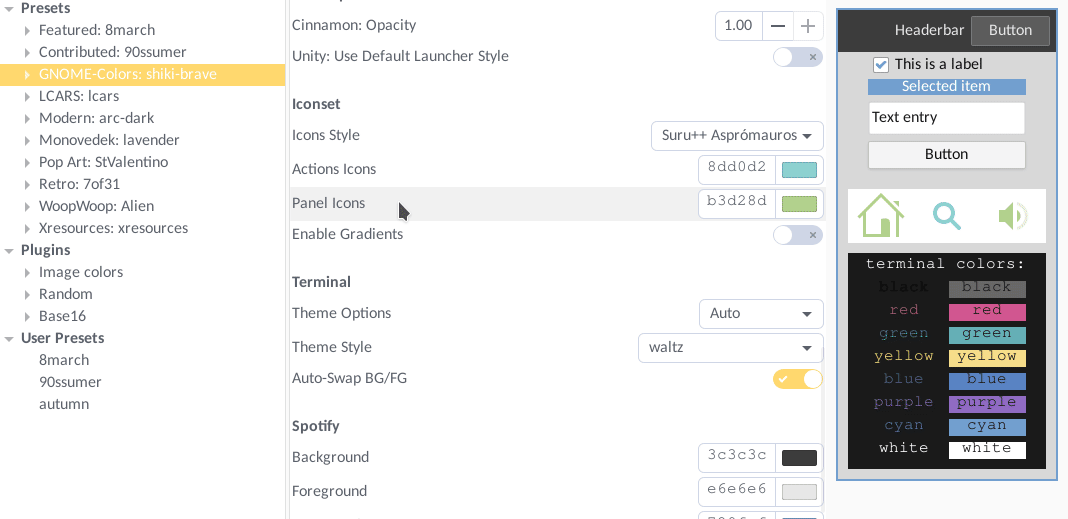 Presets
Featured: 8march
Contributed: 90ssumer
GNOME-Colors: shiki-brave
LCARS: lcars
Modern: arc-dark
Monovedek: lavender
Pop Art: StValentino
Retro: 7of31
WoopWoop: Alien
Xresources: xresources
Plugins
Image colors
Random
Base16
User Presets
8march
90ssumer
autumn
Cinnamon: Opacity 1.00
Unity: Use Default Launcher Style
Iconset
Icons Style Suru++ Asprómauros
Actions Icons 8dd0d2
Panel Icons b3d28d
Enable Gradients
Terminal
Theme Options Auto
Theme Style waltz
Auto-Swap BG/FG
Spotify
Background 3c3c3c
Foreground e6e6e6
Headerbar Button
This is a label
Selected item
Text entry
Button
terminal colors:
black black
red red
green green
yellow yellow
blue blue
purple purple
cyan cyan
white white